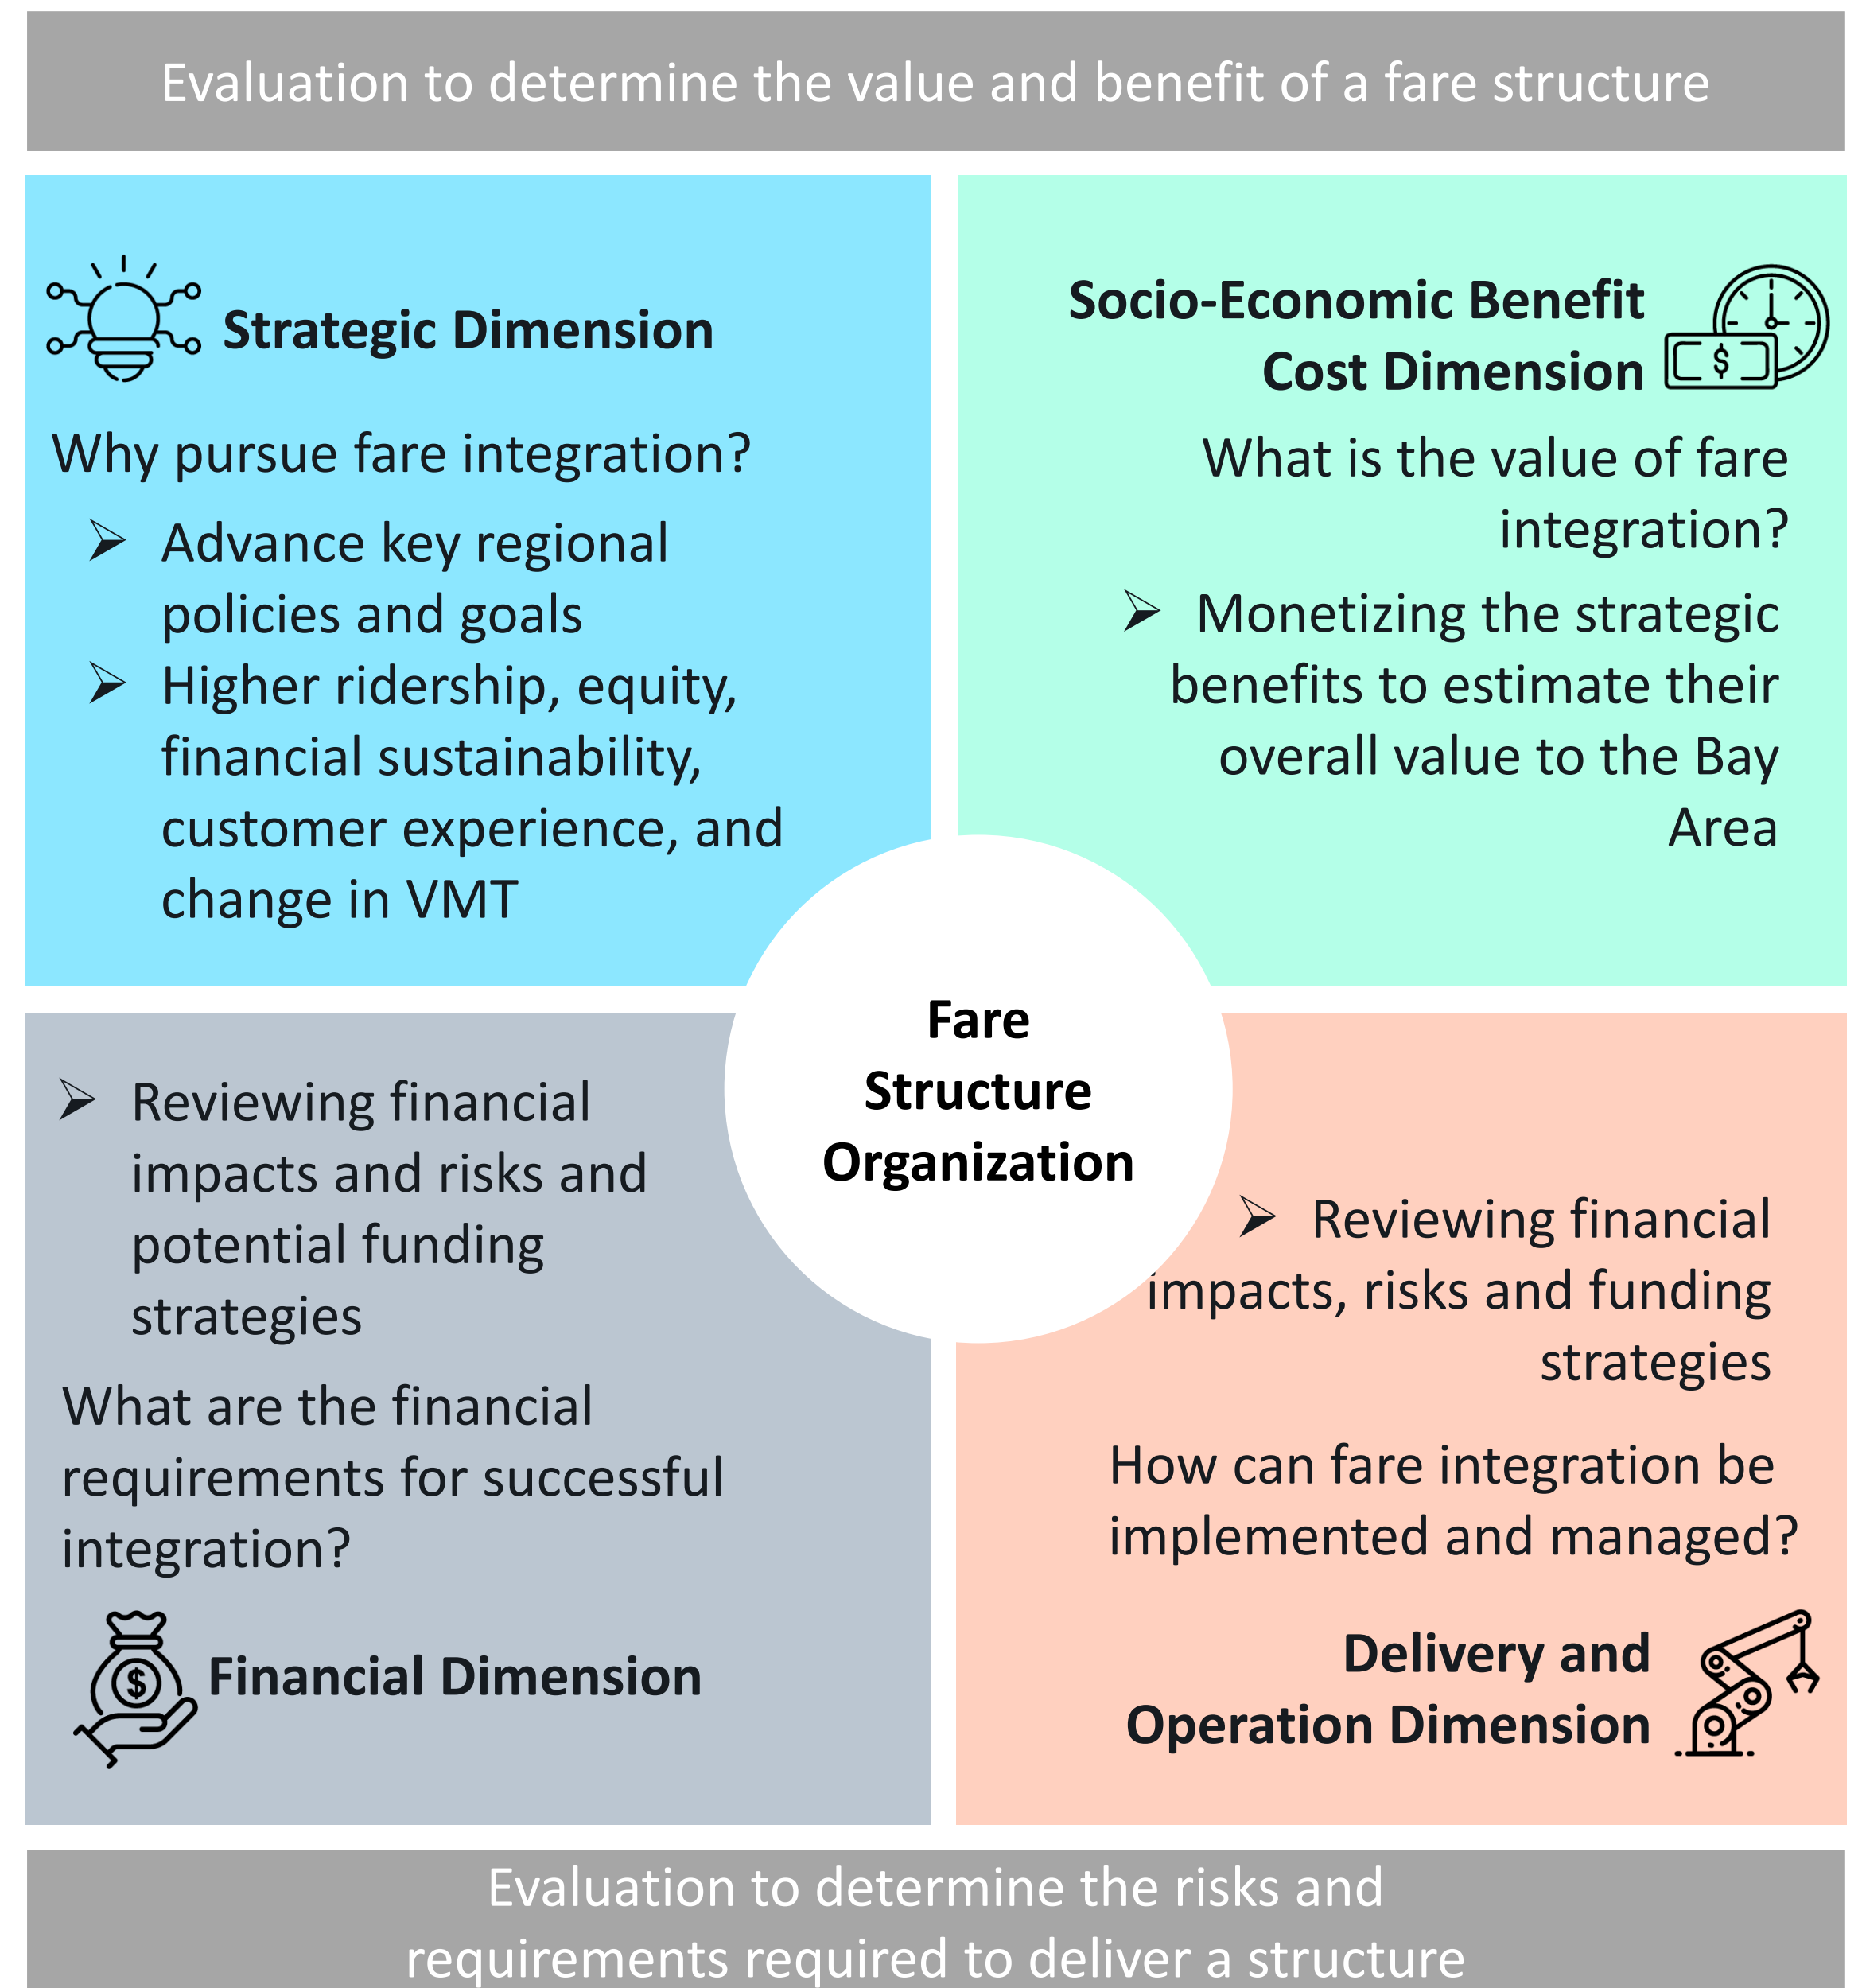 Evaluation to determine the value and benefit of a fare structure
Strategic Dimension
Why pursue fare integration?
➢ Advance key regional
policies and goals
➢ Higher ridership, equity,
financial sustainability,
customer experience, and
change in VMT
Socio-Economic Benefit
Cost Dimension
What is the value of fare
integration?
➢ Monetizing the strategic
benefits to estimate their
overall value to the Bay
Area
Fare
Structure
Organization
➢ Reviewing financial
impacts and risks and
potential funding
strategies
What are the financial
requirements for successful
integration?
$
Financial Dimension
➢ Reviewing financial
impacts, risks and funding
strategies
How can fare integration be
implemented and managed?
Delivery and
Operation Dimension
Evaluation to determine the risks and
requirements required to deliver a structure